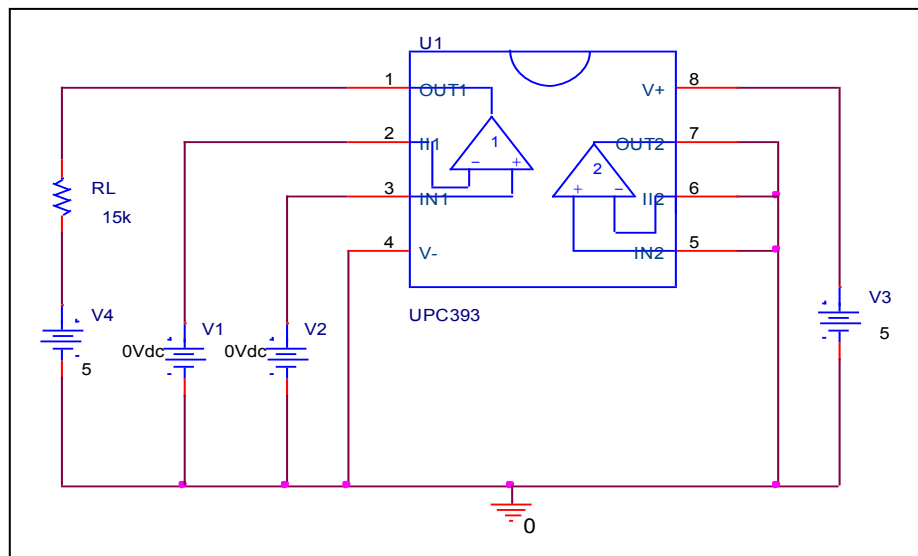 U1
1
OUT1
V+
8
2
II1
1
OUT2
7
RL
15k
3
IN1
2
II2
6
4
V-
IN2
5
V4
5
V1
0Vdc
V2
0Vdc
UPC393
V3
5
0
- +
+ -